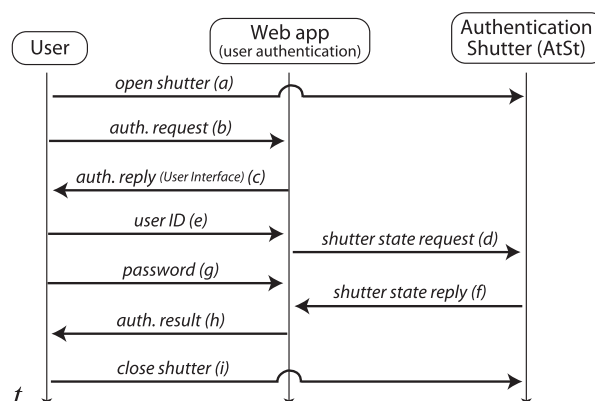 User
Web app
(user authentication)
Authentication
Shutter (AtSt)
open shutter (a)
auth. request (b)
auth. reply (User Interface) (c)
user ID (e)
shutter state request (d)
password (g)
shutter state reply (f)
auth. result (h)
close shutter (i)
t